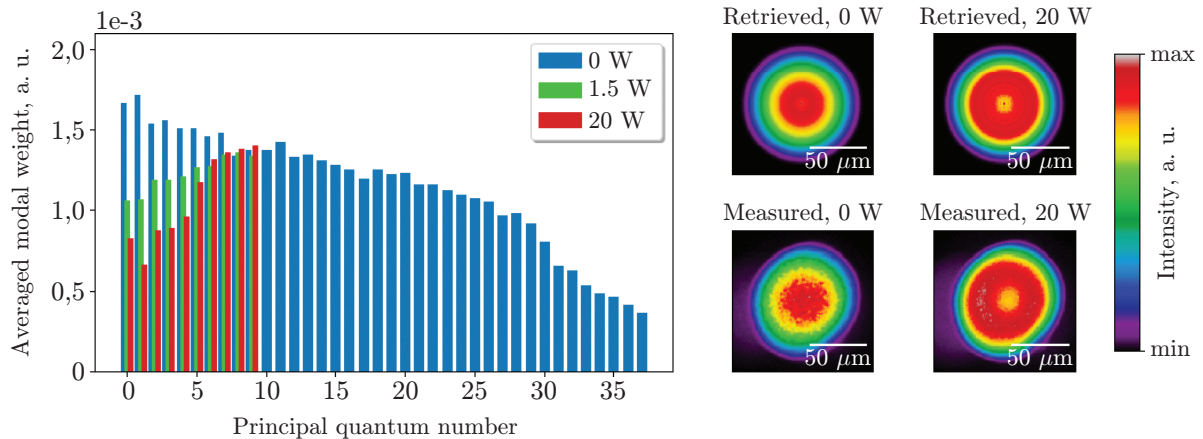 1e-3
2,0
1,5
1,0
0,5
0
0 5 10 15 20 25 30 35
Averaged modal weight, a. u.
Principal quantum number
0 W
1.5 W
20 W
Retrieved, 0 W
50 μm
Retrieved, 20 W
50 μm
Measured, 0 W
50 μm
Measured, 20 W
50 μm
max
Intensity, a. u.
min